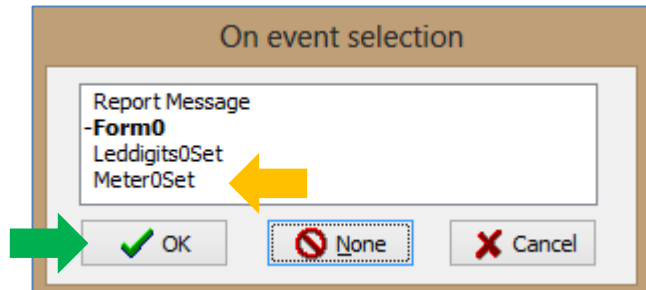 On event selection
Report Message
-Form0
Leddigits0Set
Meter0Set
OK None Cancel